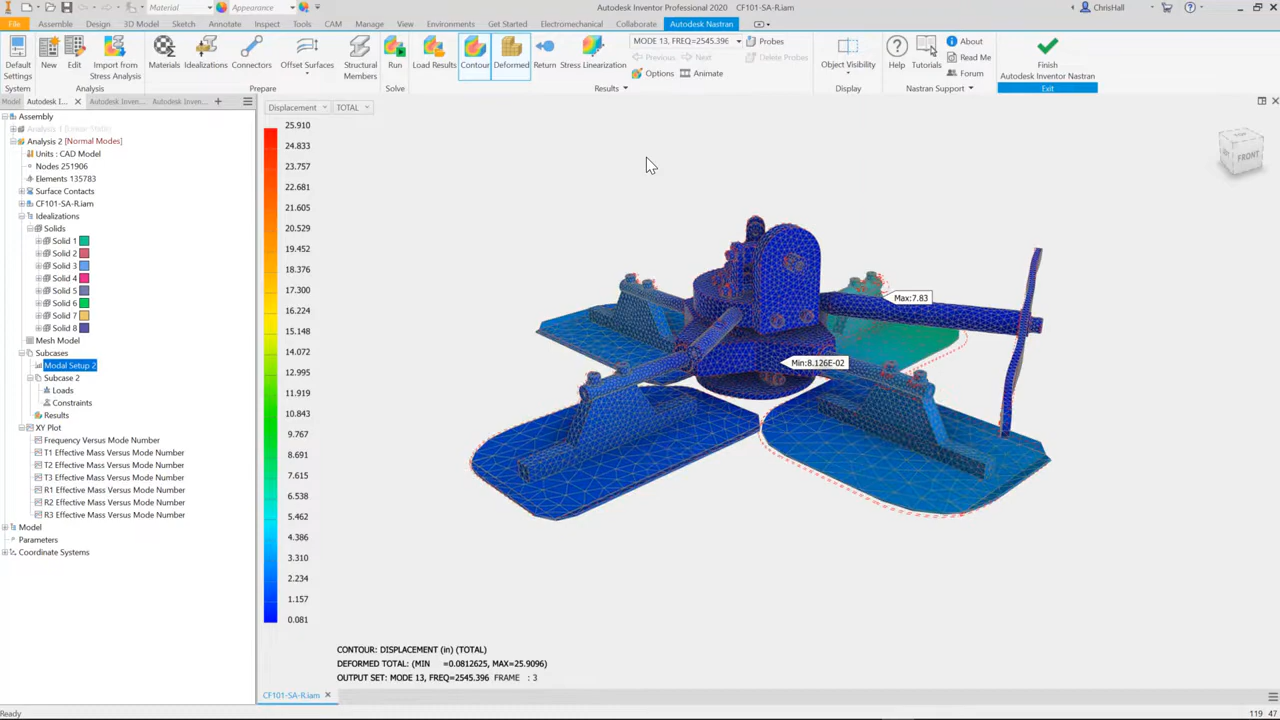 Material
Appearance
Autodesk Inventor Professional 2020 CF101-SA-R.iam
ChrisHall
File Assembly Design 3D Model Sketch Annotate Inspect Tools CAM Manage View Environments Get Started Electromechanical Collaborate Autodesk Nastran
Default Settings
New
Edit
Import from Stress Analysis
Materials
Idealizations
Connectors
Offset Surfaces
Structural Members
Run
Load Results
Contour
Deformed
Return
Stress Linearization
MODE 13, FREQ=2545.396
Previous Next
Options Animate
Probes
Delete Probes
Object Visibility
Help
Tutorials
About
Read Me
Forum
Finish Autodesk Inventor Nastran
System Analysis Prepare Solve Results Display Nastran Support Exit
Model Autodesk I... Autodesk Inven... Autodesk Inven...
Assembly
Analysis 1 [Linear Static]
Analysis 2 [Normal Modes]
Units : CAD Model
Nodes 251906
Elements 135783
Surface Contacts
CF101-SA-R.iam
Idealizations
Solids
Solid 1
Solid 2
Solid 3
Solid 4
Solid 5
Solid 6
Solid 7
Solid 8
Mesh Model
Subcases
Modal Setup 2
Subcase 2
Loads
Constraints
Results
XY Plot
Frequency Versus Mode Number
T1 Effective Mass Versus Mode Number
T2 Effective Mass Versus Mode Number
T3 Effective Mass Versus Mode Number
R1 Effective Mass Versus Mode Number
R2 Effective Mass Versus Mode Number
R3 Effective Mass Versus Mode Number
Model
Parameters
Coordinate Systems
Displacement TOTAL
25.910
24.833
23.757
22.681
21.605
20.529
19.452
18.376
17.300
16.224
15.148
14.072
12.995
11.919
10.843
9.767
8.691
7.615
6.538
5.462
4.386
3.310
2.234
1.157
0.081
FRONT
Max:7.83
Min:8.126E-02
CONTOUR: DISPLACEMENT (in) (TOTAL)
DEFORMED TOTAL: (MIN =0.0812625, MAX=25.9096)
OUTPUT SET: MODE 13, FREQ=2545.396 FRAME : 3
CF101-SA-R.iam
Ready
119 47